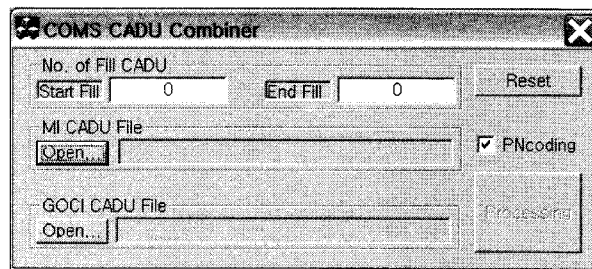 COMS CADU Combiner
No. of Fill CADU
Start Fill 0 End Fill 0 Reset
MI CADU File
Open... PNcoding
GOCI CADU File
Open... Processing